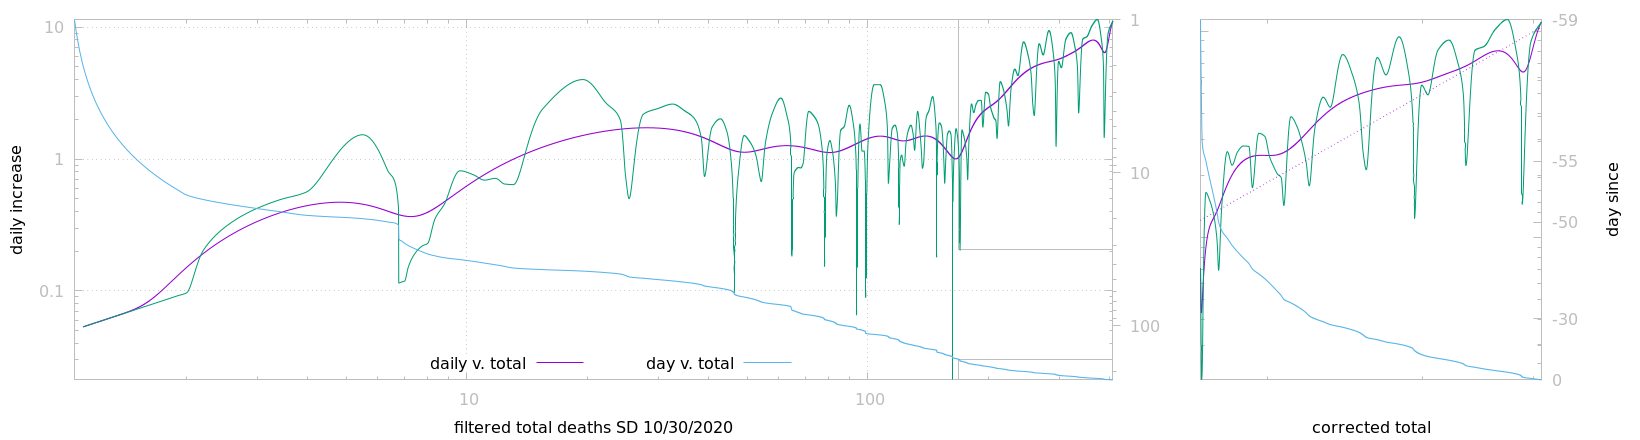 10
1
0.1
daily increase
1
10
100
daily v. total
day v. total
10
100
filtered total deaths SD 10/30/2020
-59
-55
-50
-30
0
day since
corrected total